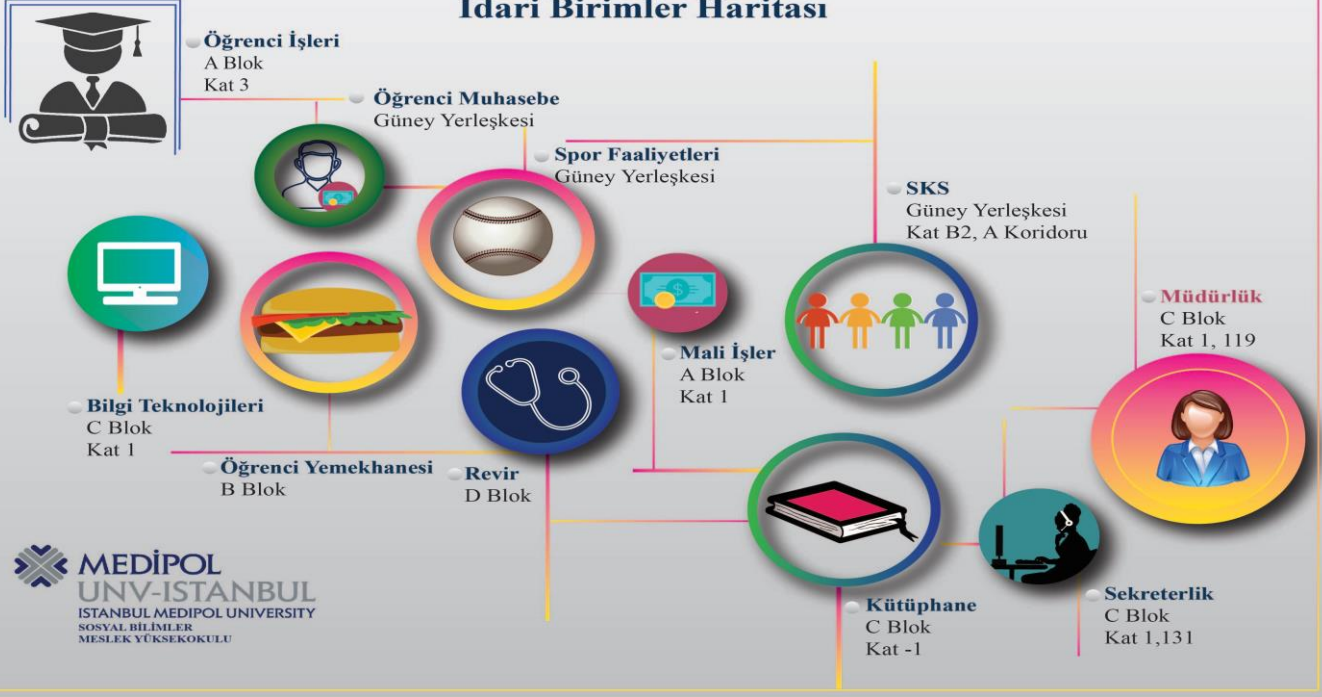 İdari Birimler Haritası
Öğrenci İşleri
A Blok
Kat 3
Öğrenci Muhasebe
Güney Yerleşkesi
Spor Faaliyetleri
Güney Yerleşkesi
SKS
Güney Yerleşkesi
Kat B2, A Koridoru
Müdürlük
C Blok
Kat 1, 119
Mali İşler
A Blok
Kat 1
Bilgi Teknolojileri
C Blok
Kat 1
Öğrenci Yemekhanesi
B Blok
Revir
D Blok
Kütüphane
C Blok
Kat -1
Sekreterlik
C Blok
Kat 1,131
MEDİPOL
UNV-ISTANBUL
ISTANBUL MEDIPOL UNIVERSITY
SOSYAL BİLİMLER
MESLEK YÜKSEKOKULU